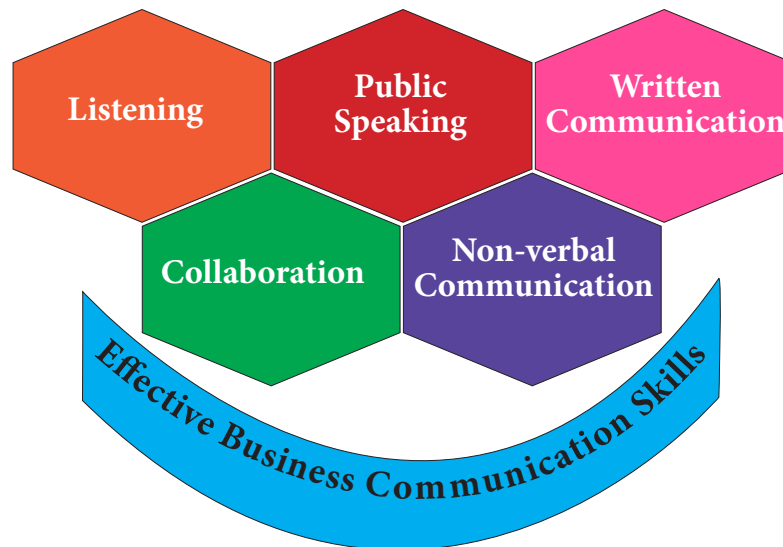 Listening
Public
Speaking
Written
Communication
Collaboration
Non-verbal
Communication
Effective Business Communication Skills